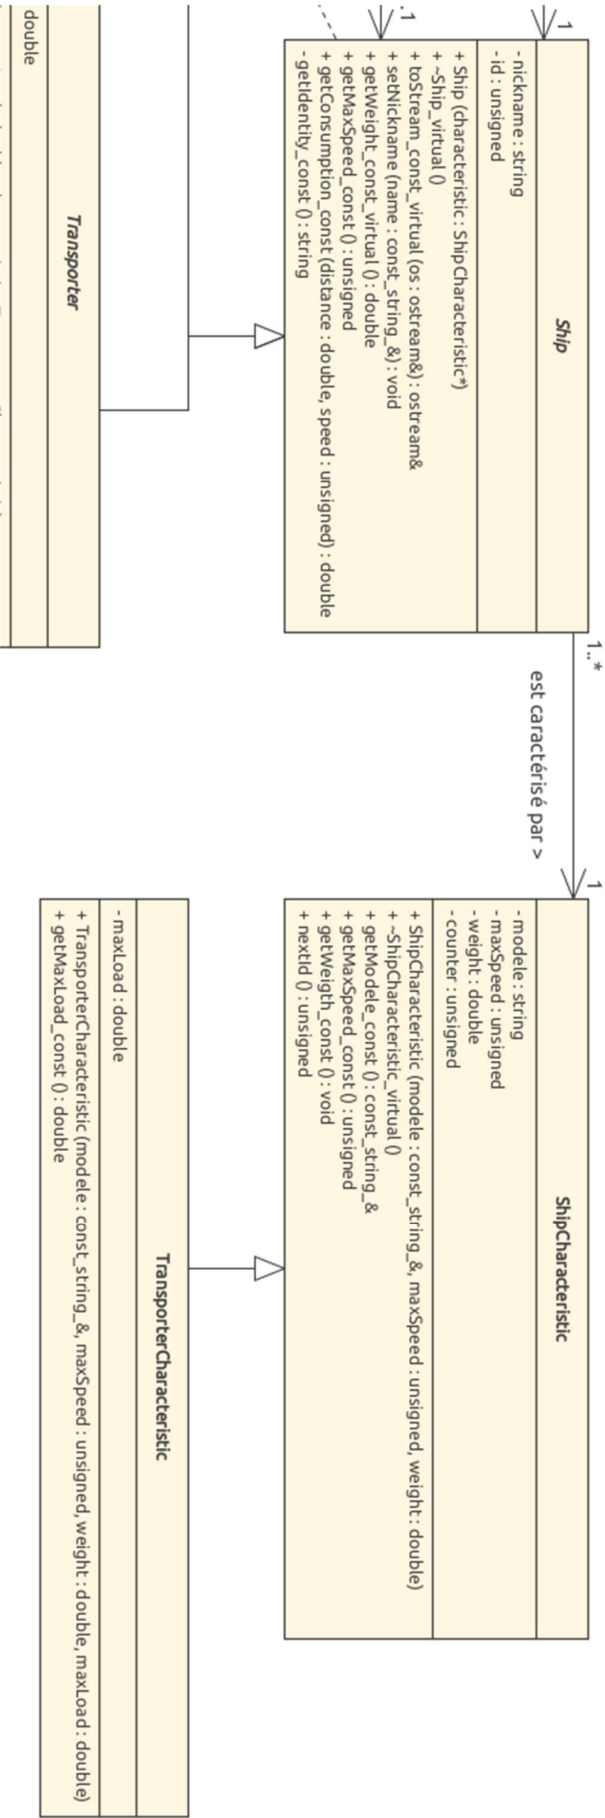 1
.1
Ship
- nickname : string
- id : unsigned
+ Ship (characteristic : ShipCharacteristic*)
+ ~Ship_virtual ()
+ toStream_const_virtual (os : ostream&) : ostream&
+ setNickname (name : const_string_&) : void
+ getWeight_const_virtual () : double
+ getMaxSpeed_const () : unsigned
+ getConsumption_const (distance : double, speed : unsigned) : double
- getIdentity_const () : string
1..*
est caractérisé par >
1
ShipCharacteristic
- modele : string
- maxSpeed : unsigned
- weight : double
- counter : unsigned
+ ShipCharacteristic (modele : const_string_&, maxSpeed : unsigned, weight : double)
+ ~ShipCharacteristic_virtual ()
+ getModele_const () : const_string_&
+ getMaxSpeed_const () : unsigned
+ getWeigth_const () : void
+ nextId () : unsigned
Transporter
double
TransporterCharacteristic
- maxLoad : double
+ TransporterCharacteristic (modele : const_string_&, maxSpeed : unsigned, weight : double, maxLoad : double)
+ getMaxLoad_const () : double